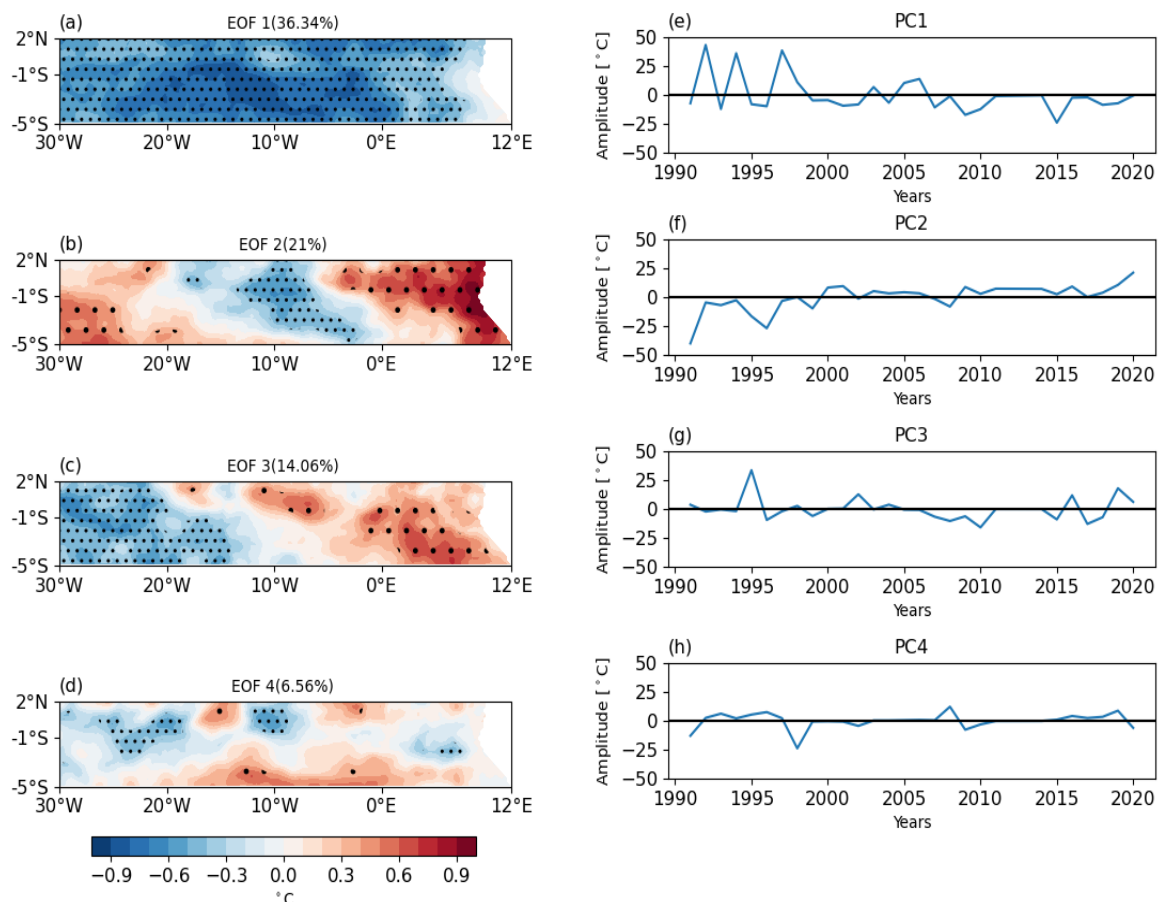 (a) EOF 1(36.34%)
2°N
-1°S
-5°S
30°W 20°W 10°W 0°E 12°E
(e) PC1
50
25
0
−25
−50
Amplitude [°C]
1990 1995 2000 2005 2010 2015 2020
Years
(b) EOF 2(21%)
2°N
-1°S
-5°S
30°W 20°W 10°W 0°E 12°E
(f) PC2
50
25
0
−25
−50
Amplitude [°C]
1990 1995 2000 2005 2010 2015 2020
Years
(c) EOF 3(14.06%)
2°N
-1°S
-5°S
30°W 20°W 10°W 0°E 12°E
(g) PC3
50
25
0
−25
−50
Amplitude [°C]
1990 1995 2000 2005 2010 2015 2020
Years
(d) EOF 4(6.56%)
2°N
-1°S
-5°S
30°W 20°W 10°W 0°E 12°E
(h) PC4
50
25
0
−25
−50
Amplitude [°C]
1990 1995 2000 2005 2010 2015 2020
Years
−0.9 −0.6 −0.3 0.0 0.3 0.6 0.9
°C